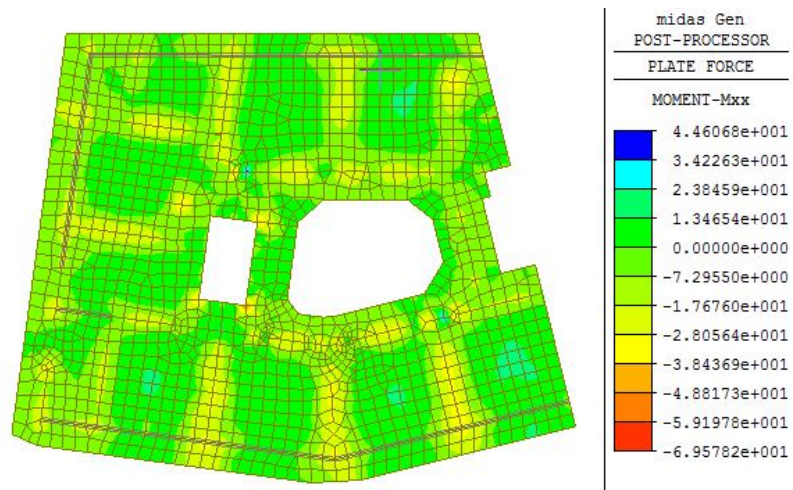 midas Gen
POST-PROCESSOR
PLATE FORCE
MOMENT-Mxx
4.46068e+001
3.42263e+001
2.38459e+001
1.34654e+001
0.00000e+000
-7.29550e+000
-1.76760e+001
-2.80564e+001
-3.84369e+001
-4.88173e+001
-5.91978e+001
-6.95782e+001